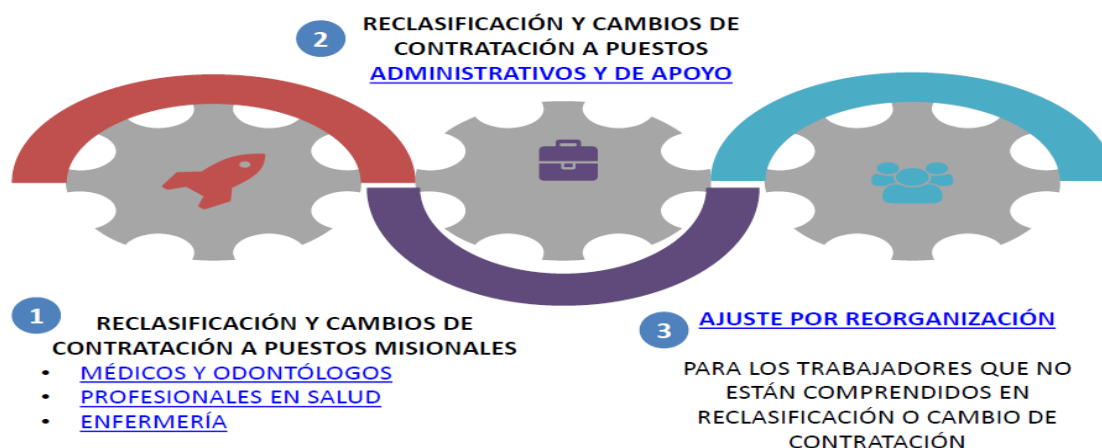 1
RECLASIFICACIÓN Y CAMBIOS DE
CONTRATACIÓN A PUESTOS MISIONALES
• MÉDICOS Y ODONTÓLOGOS
• PROFESIONALES EN SALUD
• ENFERMERÍA
2
RECLASIFICACIÓN Y CAMBIOS DE
CONTRATACIÓN A PUESTOS
ADMINISTRATIVOS Y DE APOYO
3
AJUSTE POR REORGANIZACIÓN
PARA LOS TRABAJADORES QUE NO
ESTÁN COMPRENDIDOS EN
RECLASIFICACIÓN O CAMBIO DE
CONTRATACIÓN